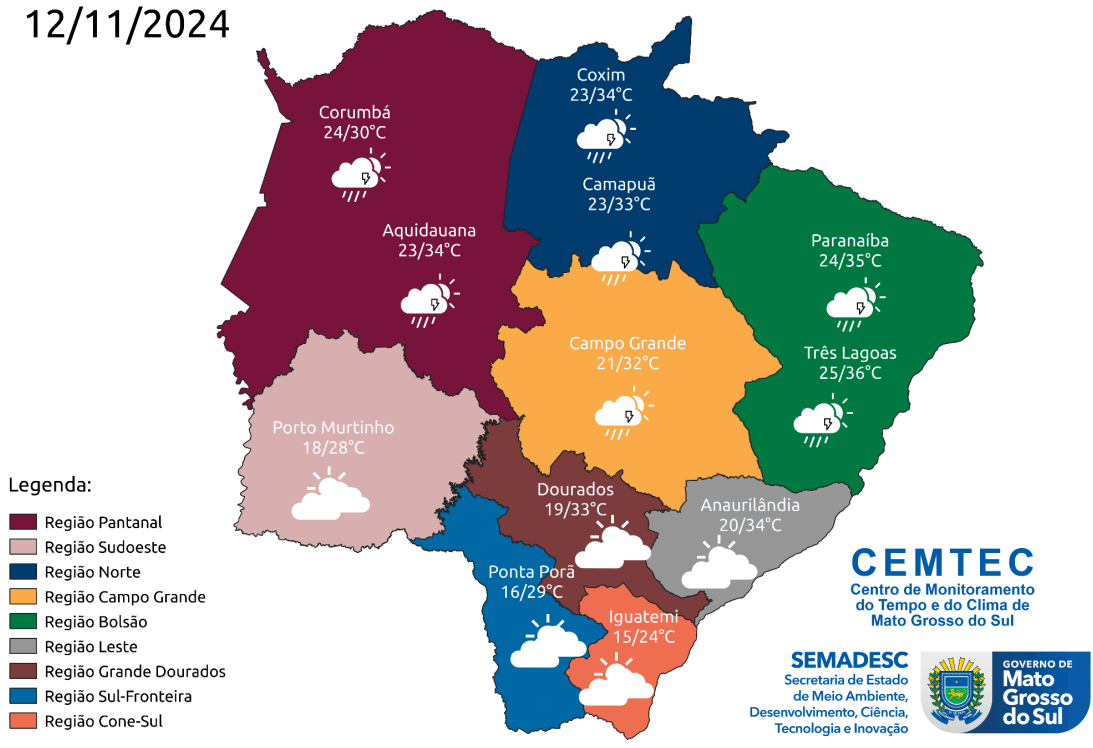 12/11/2024
Coxim
23/34°C
Corumbá
24/30°C
Camapuã
23/33°C
Aquidauana
23/34°C
Paranaíba
24/35°C
Campo Grande
21/32°C
Três Lagoas
25/36°C
Porto Murtinho
18/28°C
Dourados
19/33°C
Anaurilândia
20/34°C
Ponta Porã
16/29°C
Iguatemi
15/24°C
Legenda:
Região Pantanal
Região Sudoeste
Região Norte
Região Campo Grande
Região Bolsão
Região Leste
Região Grande Dourados
Região Sul-Fronteira
Região Cone-Sul
CEMTEC
Centro de Monitoramento
do Tempo e do Clima de
Mato Grosso do Sul
SEMADESC
Secretaria de Estado
de Meio Ambiente,
Desenvolvimento, Ciência,
Tecnologia e Inovação
GOVERNO DE
Mato
Grosso
do Sul